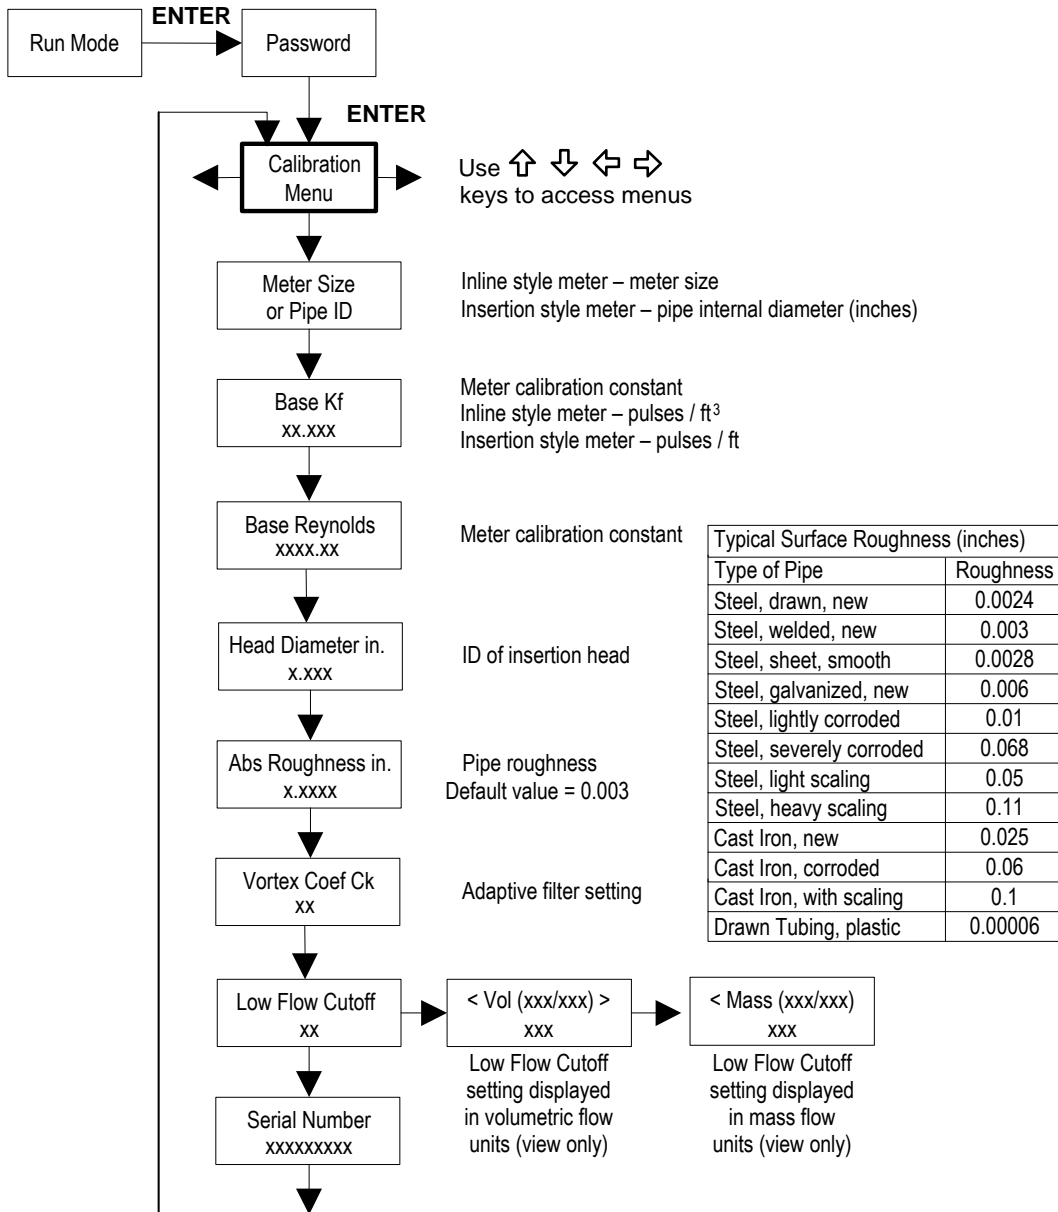 ENTER
Run Mode
Password
ENTER
Calibration
Menu
Use ⇧ ⇩ ⇦ ⇨
keys to access menus
Meter Size
or Pipe ID
Inline style meter – meter size
Insertion style meter – pipe internal diameter (inches)
Base Kf
xx.xxx
Meter calibration constant
Inline style meter – pulses / ft³
Insertion style meter – pulses / ft
Base Reynolds
xxxx.xx
Meter calibration constant
Head Diameter in.
x.xxx
ID of insertion head
Abs Roughness in.
x.xxxx
Pipe roughness
Default value = 0.003
Vortex Coef Ck
xx
Adaptive filter setting
Typical Surface Roughness (inches)
Type of Pipe Roughness
Steel, drawn, new 0.0024
Steel, welded, new 0.003
Steel, sheet, smooth 0.0028
Steel, galvanized, new 0.006
Steel, lightly corroded 0.01
Steel, severely corroded 0.068
Steel, light scaling 0.05
Steel, heavy scaling 0.11
Cast Iron, new 0.025
Cast Iron, corroded 0.06
Cast Iron, with scaling 0.1
Drawn Tubing, plastic 0.00006
Low Flow Cutoff
xx
< Vol (xxx/xxx) >
xxx
Low Flow Cutoff
setting displayed
in volumetric flow
units (view only)
< Mass (xxx/xxx)
xxx
Low Flow Cutoff
setting displayed
in mass flow
units (view only)
Serial Number
xxxxxxxxx